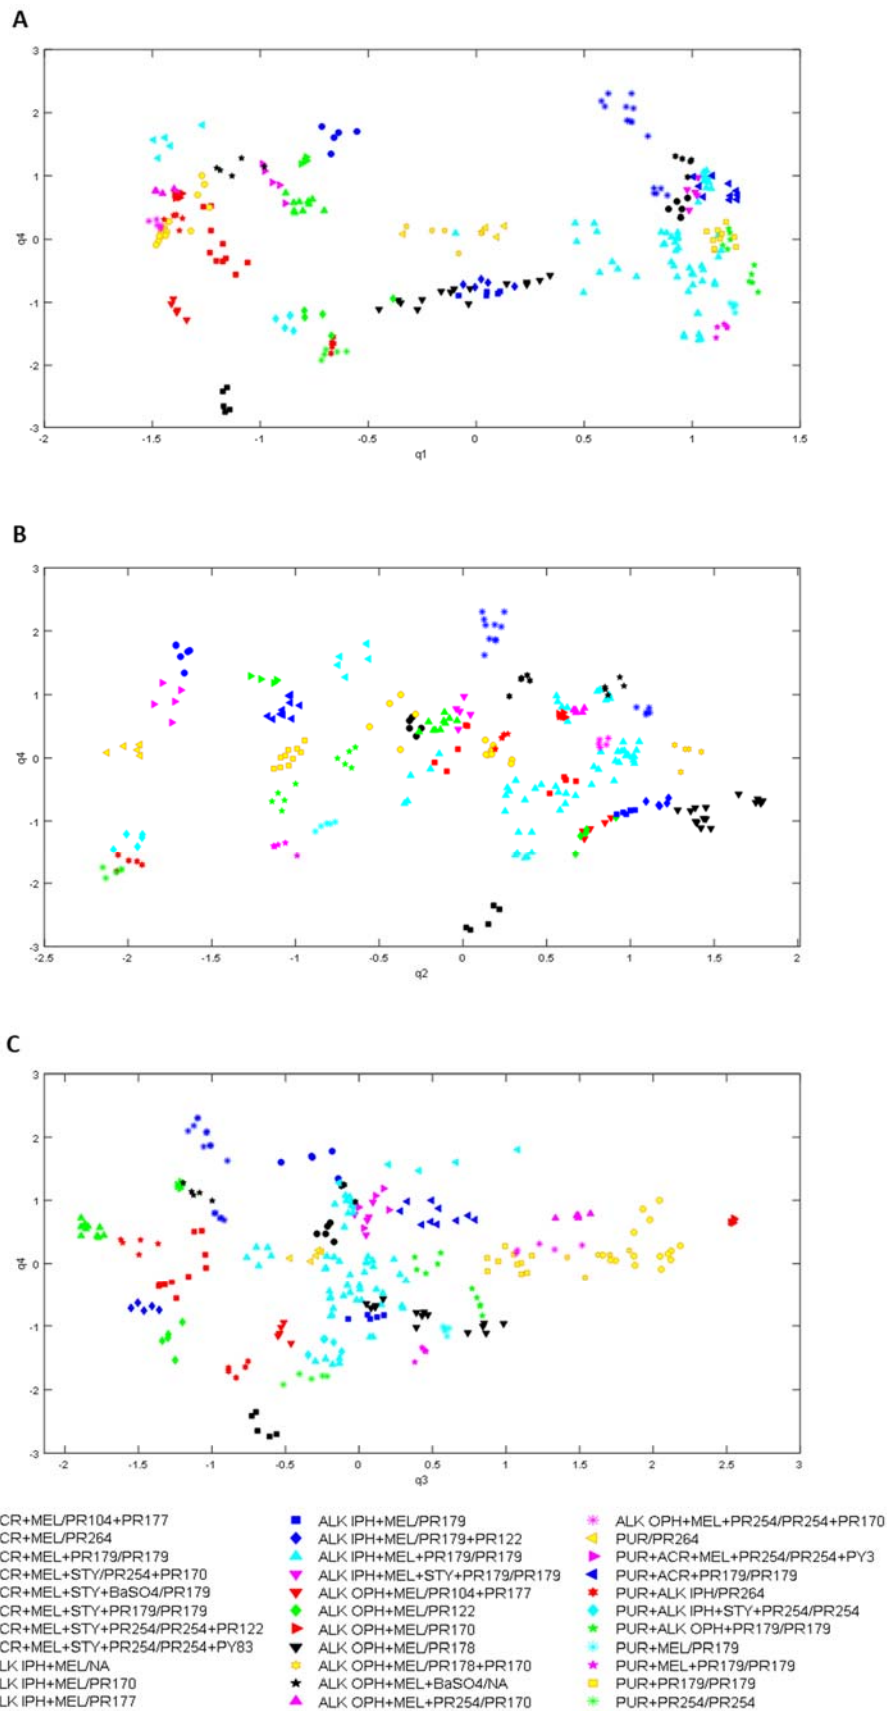 A
3
2
1
0
-1
-2
-3
q4
-2 -1.5 -1 -0.5 0 0.5 1 1.5
q1
B
3
2
1
0
-1
-2
-3
q4
-2.5 -2 -1.5 -1 -0.5 0 0.5 1 1.5 2
q2
C
3
2
1
0
-1
-2
-3
q4
-2 -1.5 -1 -0.5 0 0.5 1 1.5 2 2.5 3
q3
CR+MEL/PR104+PR177
CR+MEL/PR264
CR+MEL+PR179/PR179
CR+MEL+STY/PR254+PR170
CR+MEL+STY+BaSO4/PR179
CR+MEL+STY+PR179/PR179
CR+MEL+STY+PR254/PR254+PR122
CR+MEL+STY+PR254/PR254+PY83
LK IPH+MEL/NA
LK IPH+MEL/PR170
LK IPH+MEL/PR177
ALK IPH+MEL/PR179
ALK IPH+MEL/PR179+PR122
ALK IPH+MEL+PR179/PR179
ALK IPH+MEL+STY+PR179/PR179
ALK OPH+MEL/PR104+PR177
ALK OPH+MEL/PR122
ALK OPH+MEL/PR170
ALK OPH+MEL/PR178
ALK OPH+MEL/PR178+PR170
ALK OPH+MEL+BaSO4/NA
ALK OPH+MEL+PR254/PR170
ALK OPH+MEL+PR254/PR254+PR170
PUR/PR264
PUR+ACR+MEL+PR254/PR254+PY3
PUR+ACR+PR179/PR179
PUR+ALK IPH/PR264
PUR+ALK IPH+STY+PR254/PR254
PUR+ALK OPH+PR179/PR179
PUR+MEL/PR179
PUR+MEL+PR179/PR179
PUR+PR179/PR179
PUR+PR254/PR254